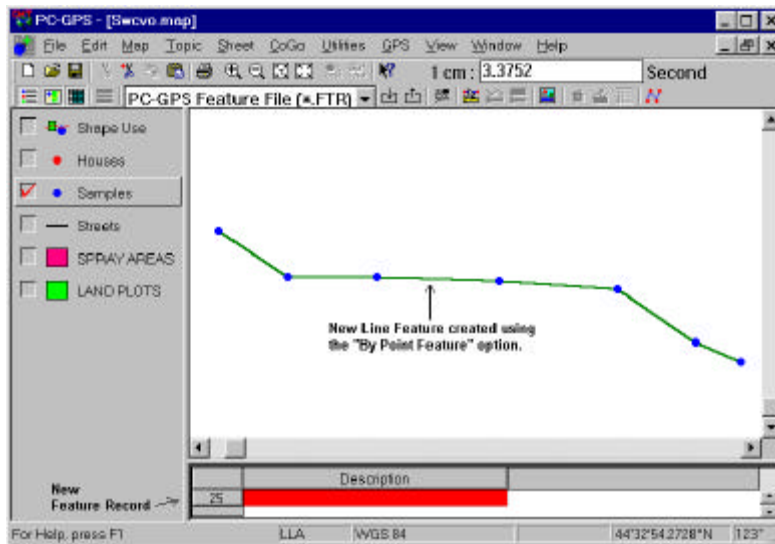 PC-GPS - [Swcvo.map]
File Edit Map Topic Sheet CoGo Utilities GPS View Window Help
1 cm : 3.3752 Second
PC-GPS Feature File (*.FTR)
Shape Use
Houses
Samples
Streets
SPRAY AREAS
LAND PLOTS
New Line Feature created using
the "By Point Feature" option.
Description
25
New
Feature Record
For Help, press F1 LLA WGS 84 44°32'54.2728"N 123°